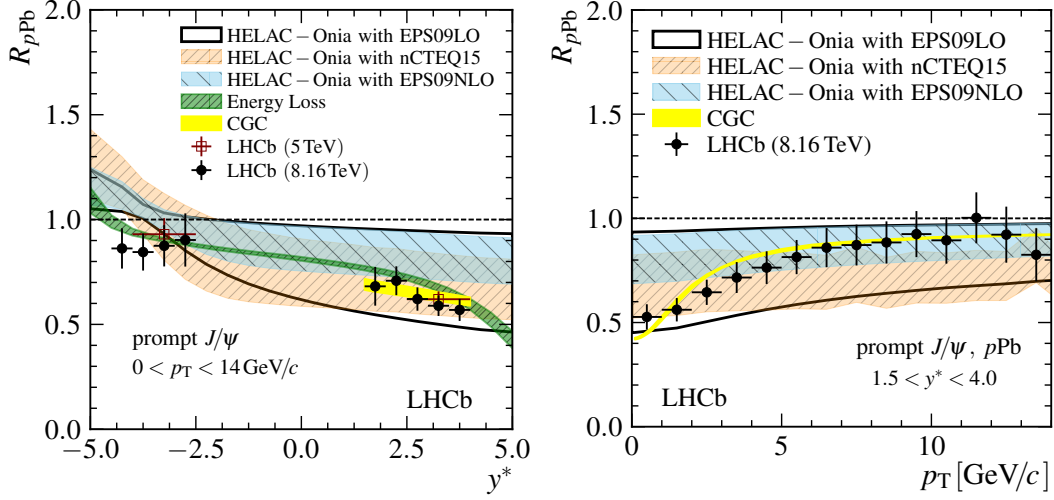 R_{pPb}
2.0
1.5
1.0
0.5
0.0
HELAC−Onia with EPS09LO
HELAC−Onia with nCTEQ15
HELAC−Onia with EPS09NLO
Energy Loss
CGC
LHCb (5 TeV)
LHCb (8.16 TeV)
prompt J/ψ
0 < p_T < 14 GeV/c
LHCb
−5.0 −2.5 0.0 2.5 5.0
y*
R_{pPb}
2.0
1.5
1.0
0.5
0.0
HELAC−Onia with EPS09LO
HELAC−Onia with nCTEQ15
HELAC−Onia with EPS09NLO
CGC
LHCb (8.16 TeV)
prompt J/ψ, pPb
1.5 < y* < 4.0
LHCb
0 5 10
p_T [GeV/c]